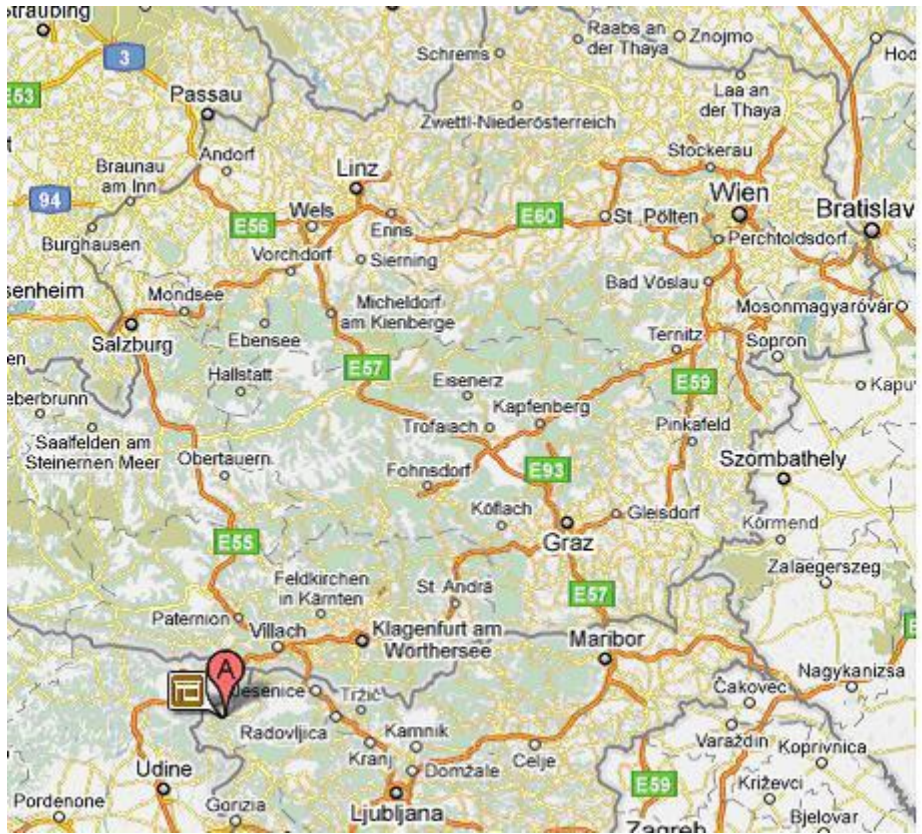 Straubing
Raabs an
der Thaya
Znojmo
Schrems
Hod
3
E53
Passau
Laa an
der Thaya
Zwettl-Niederösterreich
Andorf
Braunau
am Inn
Linz
Stockerau
94
Wels
Wien
E56
Enns
E60
St. Pölten
Bratislav
Burghausen
Vorchdorf
Sierning
Perchtoldsdorf
senheim
Mondsee
Bad Vöslau
Micheldorf
am Kienberge
Mosonmagyaróvár
Salzburg
Ebensee
Ternitz
Sopron
en
Hallstatt
E57
Eisenerz
E59
Kapu
eberbrunn
Kapfenberg
Trofaiach
Pinkafeld
Saalfelden am
Steinernen Meer
Obertauern
Fohnsdorf
E93
Szombathely
Köflach
Gleisdorf
Körmend
E55
Graz
Zalaegerszeg
Feldkirchen
in Kärnten
St Andrä
E57
Paternion
Villach
Klagenfurt am
Wörthersee
Maribor
E
A
Jesenice
Tržič
Čakovec
Nagykanizsa
Radovljica
Kamnik
Kranj
Domžale
Celje
Varaždin
Koprivnica
Udine
E59
Križevci
Pordenone
Gorizia
Ljubljana
Zagreb
Bjelovar